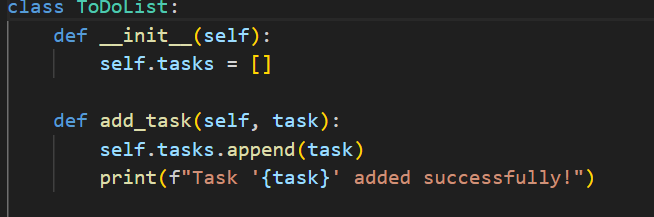 class ToDoList:
    def __init__(self):
        self.tasks = []
    def add_task(self, task):
        self.tasks.append(task)
        print(f"Task '{task}' added successfully!")